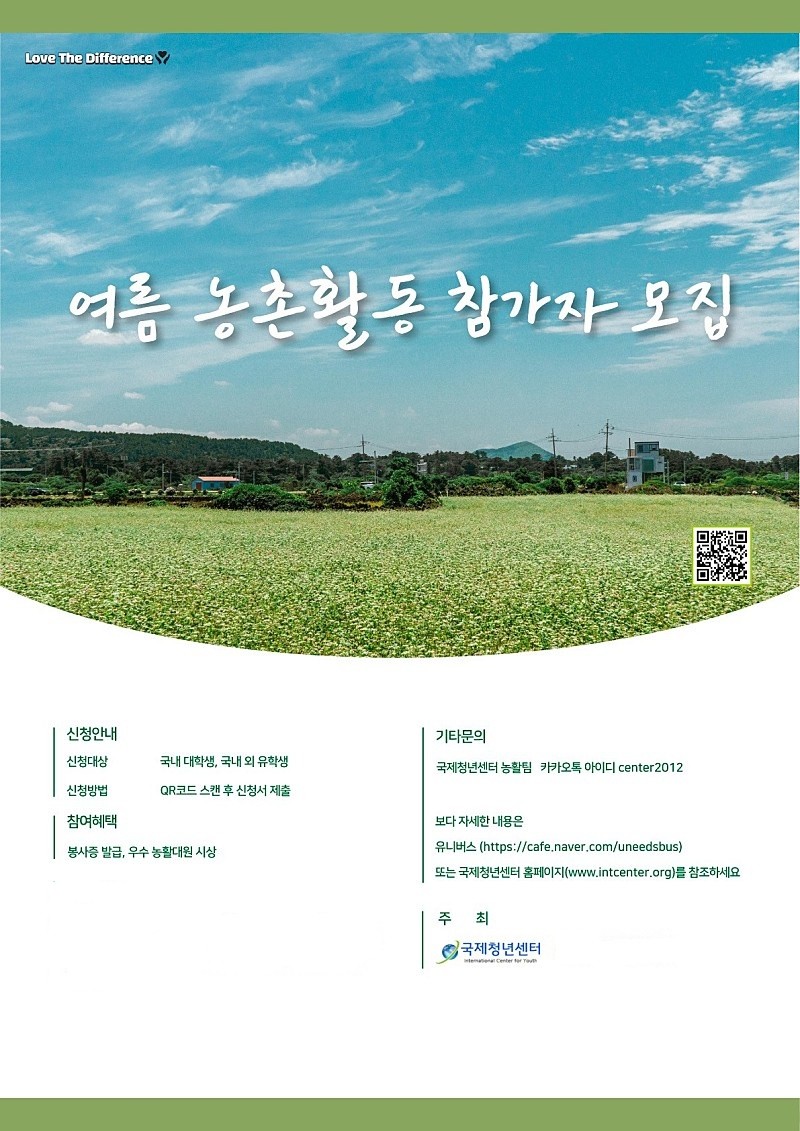 Love The Difference
여름 농촌활동 참가자 모집
신청안내
신청대상 국내 대학생, 국내 외 유학생
신청방법 QR코드 스캔 후 신청서 제출
참여혜택
봉사증 발급, 우수 농활대원 시상
기타문의
국제청년센터 농활팀 카카오톡 아이디 center2012
보다 자세한 내용은
유니버스 (https://cafe.naver.com/uneedsbus)
또는 국제청년센터 홈페이지(www.intcenter.org)를 참조하세요
주 최
국제청년센터
International Center for Youth